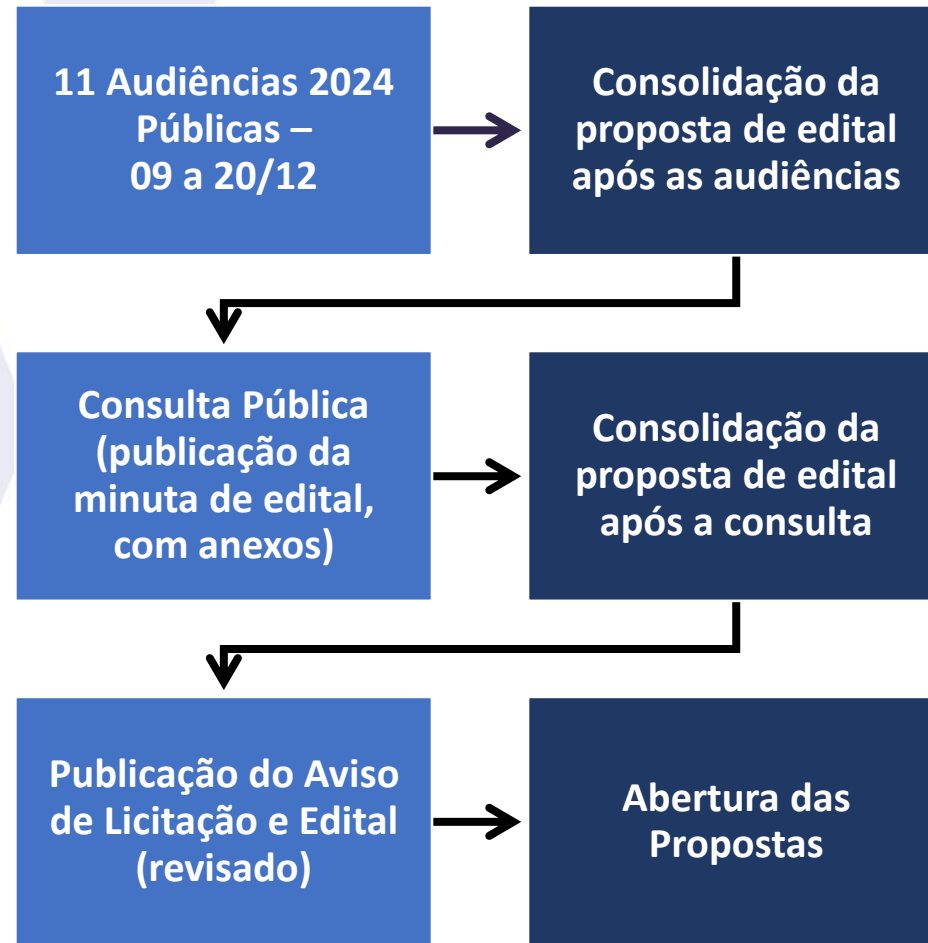 11 Audiências 2024
Públicas –
09 a 20/12
Consolidação da
proposta de edital
após as audiências
Consulta Pública
(publicação da
minuta de edital,
com anexos)
Consolidação da
proposta de edital
após a consulta
Publicação do Aviso
de Licitação e Edital
(revisado)
Abertura das
Propostas